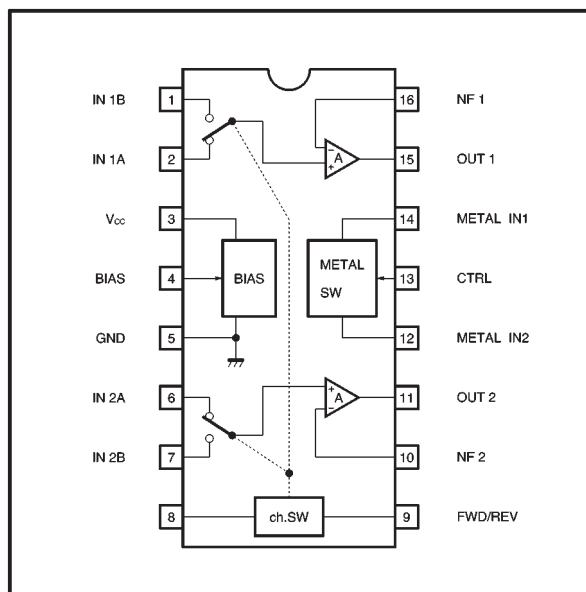 IN 1B 1 16 NF 1
IN 1A 2 − + A 15 OUT 1
Vcc 3 14 METAL IN1
BIAS 4 BIAS METAL SW 13 CTRL
GND 5 12 METAL IN2
IN 2A 6 + − A 11 OUT 2
IN 2B 7 10 NF 2
8 ch.SW 9 FWD/REV